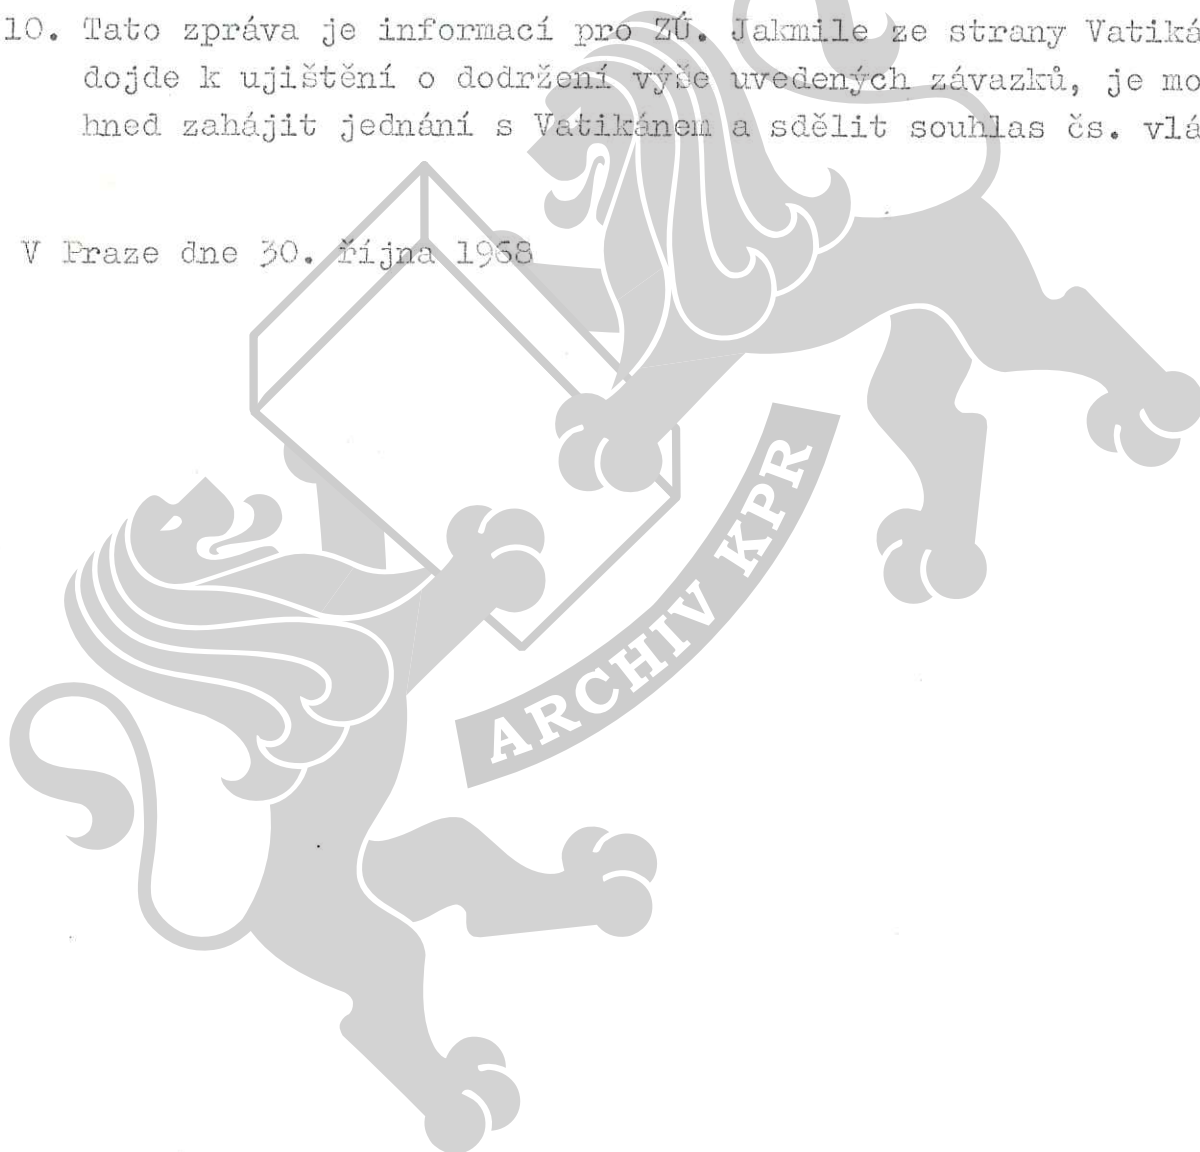 10. Tato zpráva je informací pro ZÚ. Jakmile ze strany Vatiká
dojde k ujištění o dodržení výše uvedených závazků, je mo
hned zahájit jednání s Vatikánem a sdělit souhlas čs. vlá
V Praze dne 30. října 1968
ARCHIV KPR